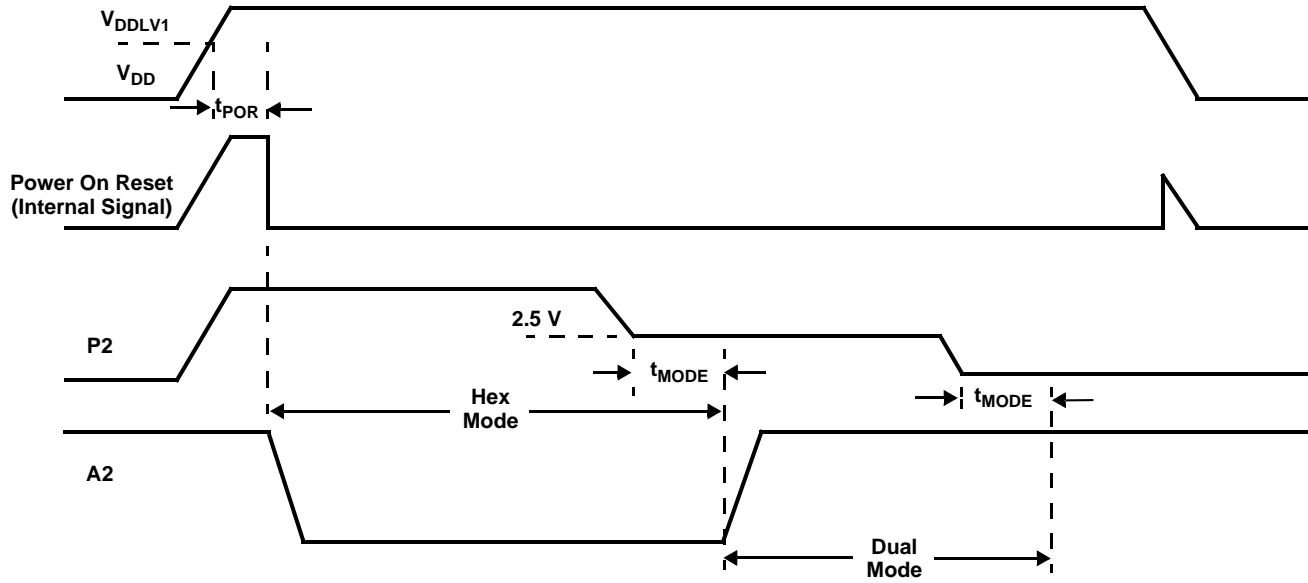 VDDLV1
VDD
tPOR
Power On Reset
(Internal Signal)
2.5 V
P2
tMODE
Hex
Mode
tMODE
A2
Dual
Mode